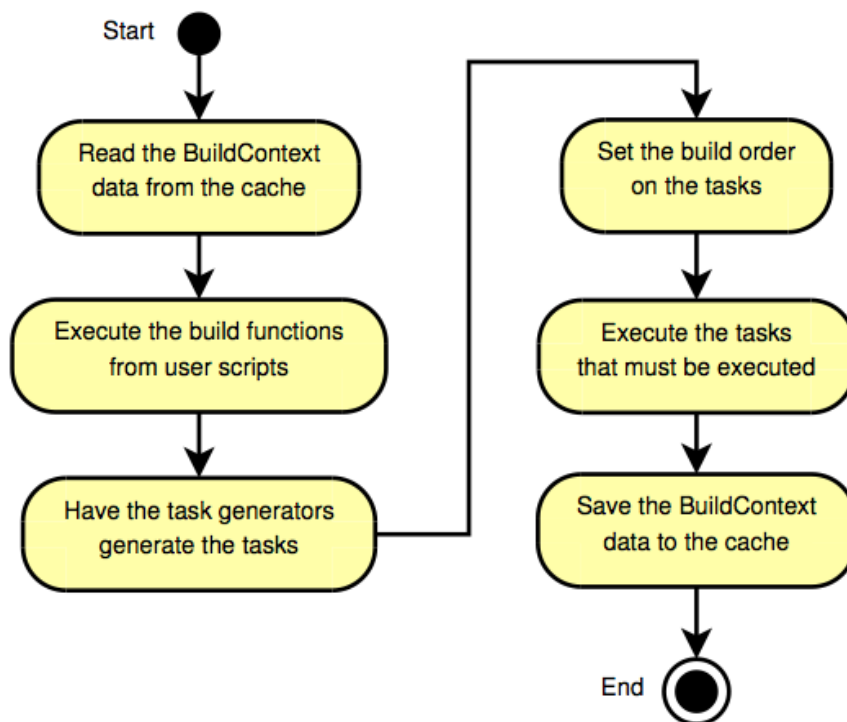 Start
Read the BuildContext
data from the cache
Execute the build functions
from user scripts
Have the task generators
generate the tasks
Set the build order
on the tasks
Execute the tasks
that must be executed
Save the BuildContext
data to the cache
End